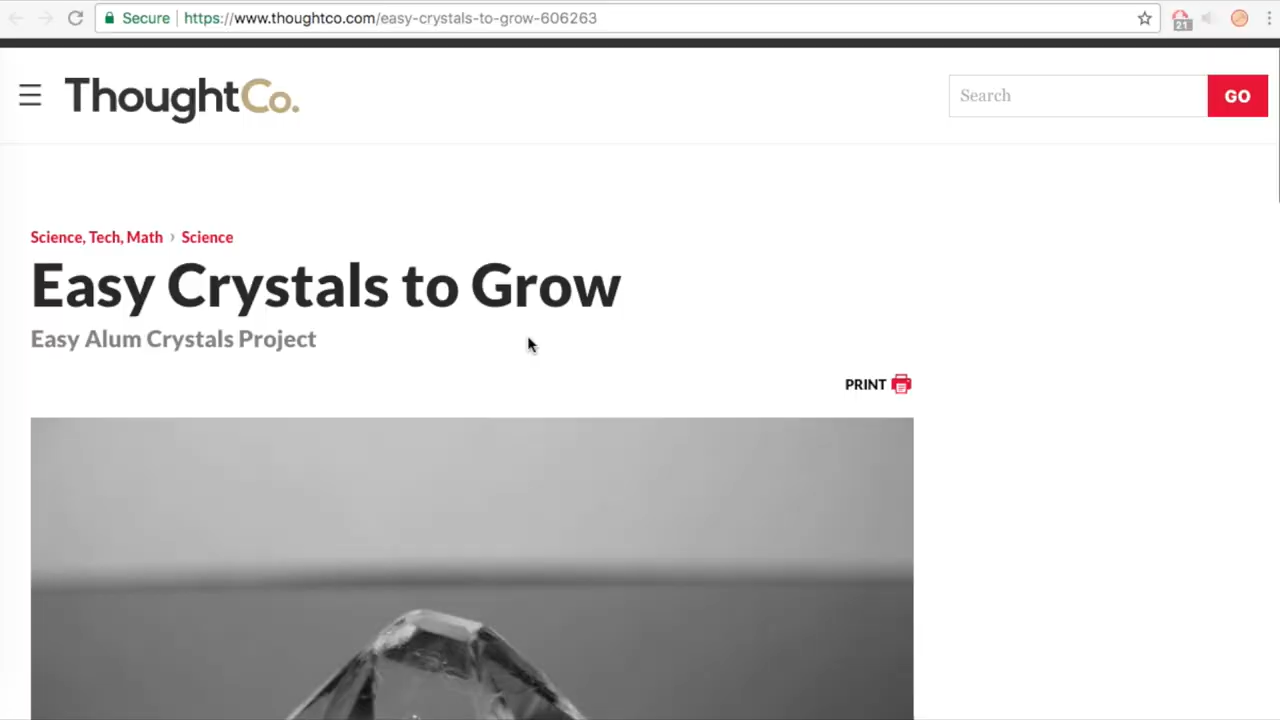 Secure https://www.thoughtco.com/easy-crystals-to-grow-606263
21
ThoughtCo.
Search
GO
Science, Tech, Math › Science
Easy Crystals to Grow
Easy Alum Crystals Project
PRINT